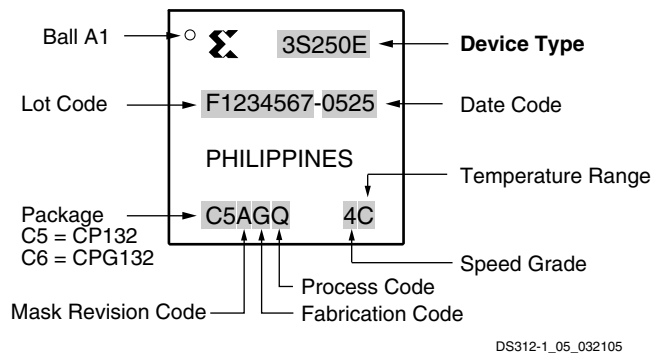 Ball A1
3S250E
Device Type
Lot Code
F1234567-0525
Date Code
PHILIPPINES
Temperature Range
Package
C5 = CP132
C6 = CPG132
C5AGQ
4C
Speed Grade
Process Code
Mask Revision Code
Fabrication Code
DS312-1_05_032105